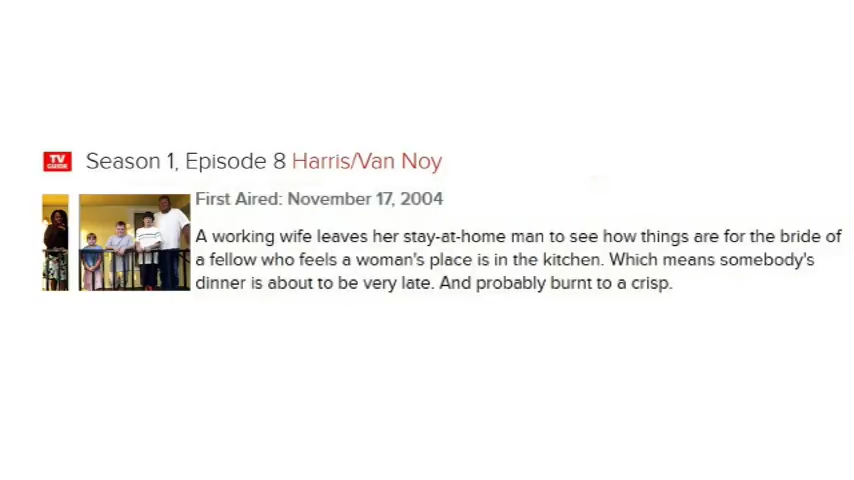 TV GUIDE Season 1, Episode 8 Harris/Van Noy
First Aired: November 17, 2004
A working wife leaves her stay-at-home man to see how things are for the bride of
a fellow who feels a woman's place is in the kitchen. Which means somebody's
dinner is about to be very late. And probably burnt to a crisp.